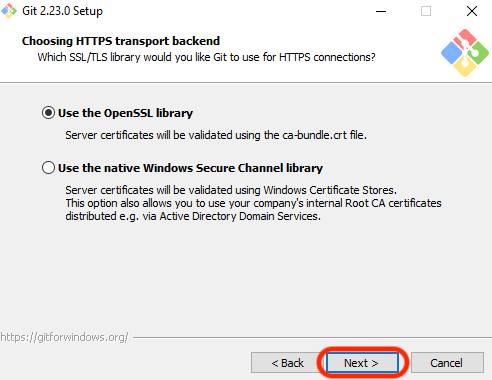 Git 2.23.0 Setup
Choosing HTTPS transport backend
Which SSL/TLS library would you like Git to use for HTTPS connections?
Use the OpenSSL library
Server certificates will be validated using the ca-bundle.crt file.
Use the native Windows Secure Channel library
Server certificates will be validated using Windows Certificate Stores.
This option also allows you to use your company's internal Root CA certificates
distributed e.g. via Active Directory Domain Services.
https://gitforwindows.org/
< Back
Next >
Cancel